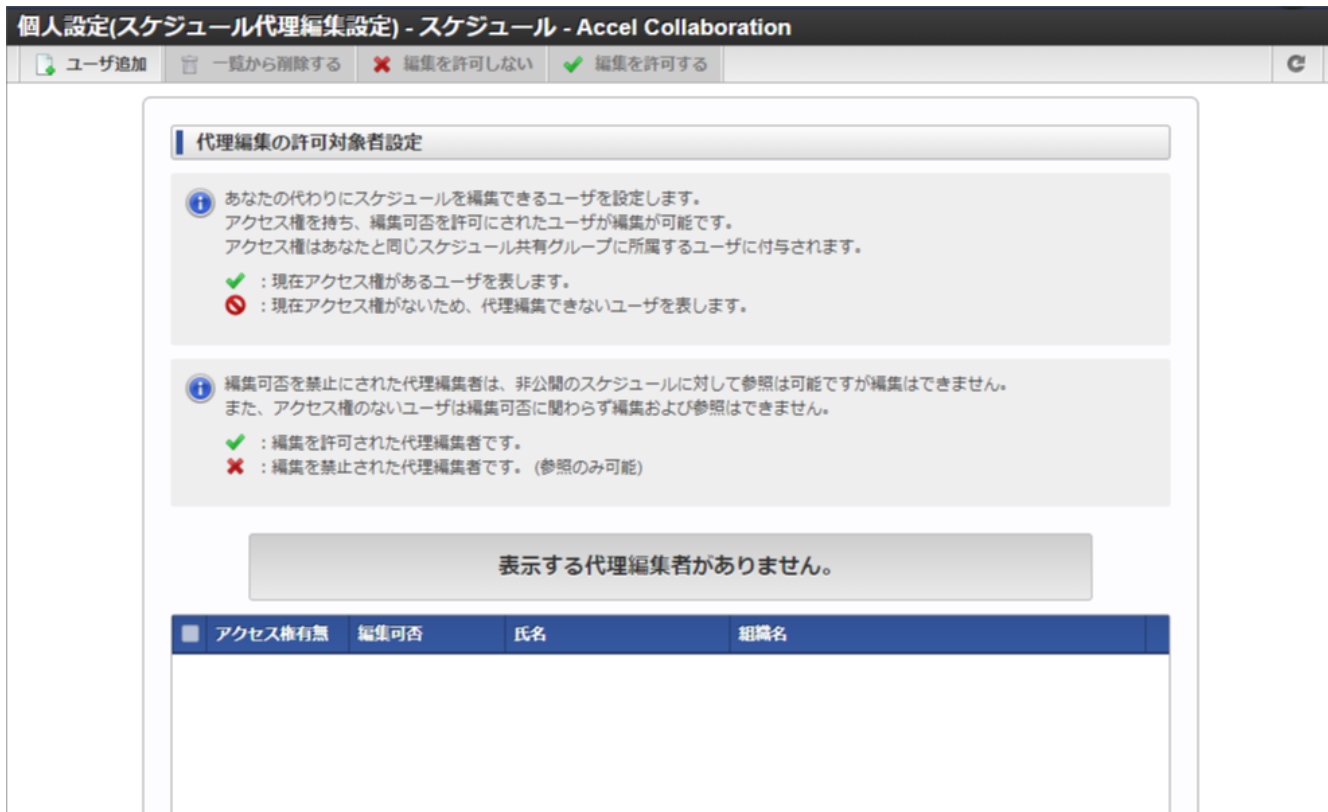 個人設定(スケジュール代理編集設定) - スケジュール - Accel Collaboration
ユーザ追加 一覧から削除する 編集を許可しない 編集を許可する
代理編集の許可対象者設定
あなたの代わりにスケジュールを編集できるユーザを設定します。
アクセス権を持ち、編集可否を許可にされたユーザが編集が可能です。
アクセス権はあなたと同じスケジュール共有グループに所属するユーザに付与されます。
：現在アクセス権があるユーザを表します。
：現在アクセス権がないため、代理編集できないユーザを表します。
編集可否を禁止にされた代理編集者は、非公開のスケジュールに対して参照は可能ですが編集はできません。
また、アクセス権のないユーザは編集可否に関わらず編集および参照はできません。
：編集を許可された代理編集者です。
：編集を禁止された代理編集者です。 (参照のみ可能)
表示する代理編集者がありません。
アクセス権有無 編集可否 氏名 組織名